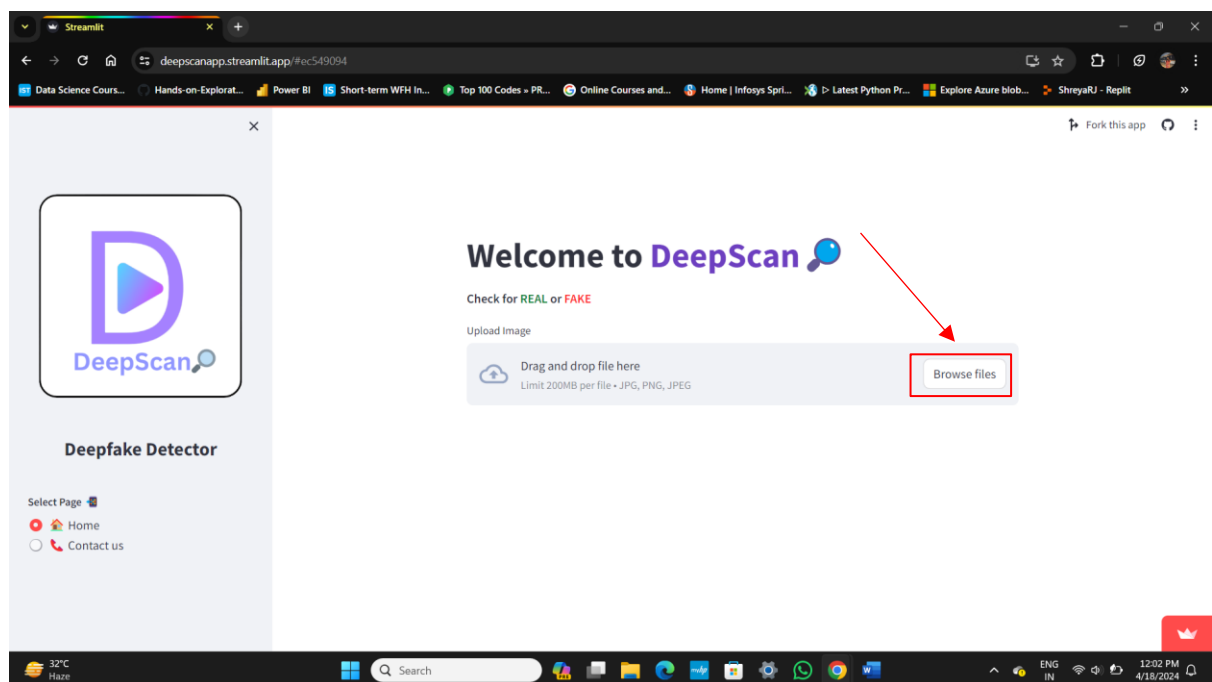 Streamlit
deepscanapp.streamlit.app/#ec549094
Data Science Cours... Hands-on-Explorat... Power BI Short-term WFH In... Top 100 Codes » PR... Online Courses and... Home | Infosys Spri... ▷ Latest Python Pr... Explore Azure blob... ShreyaRJ - Replit »
Fork this app
DeepScan
Deepfake Detector
Select Page
Home
Contact us
Welcome to DeepScan
Check for REAL or FAKE
Upload Image
Drag and drop file here
Limit 200MB per file • JPG, PNG, JPEG
Browse files
32°C
Haze
Search
ENG
IN
12:02 PM
4/18/2024